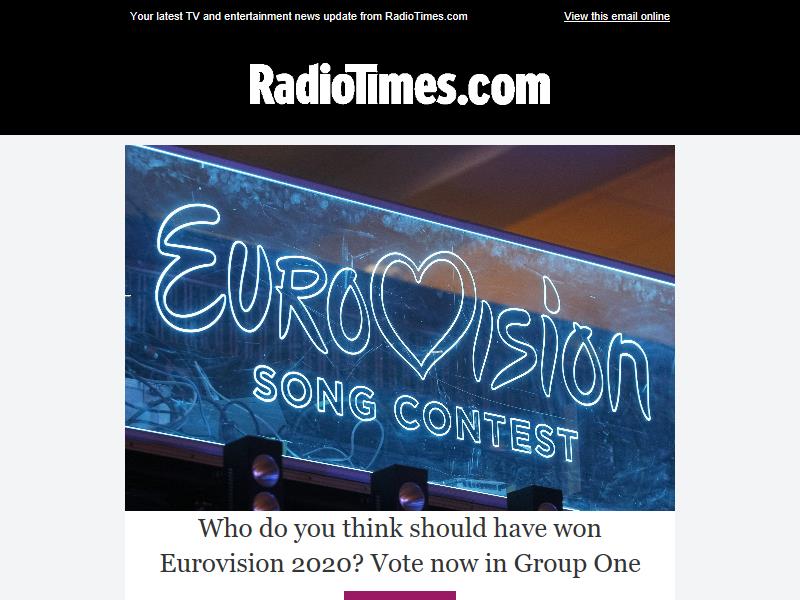 Your latest TV and entertainment news update from RadioTimes.com
View this email online
RadioTimes.com
EUROVISION
SONG CONTEST
Who do you think should have won
Eurovision 2020? Vote now in Group One